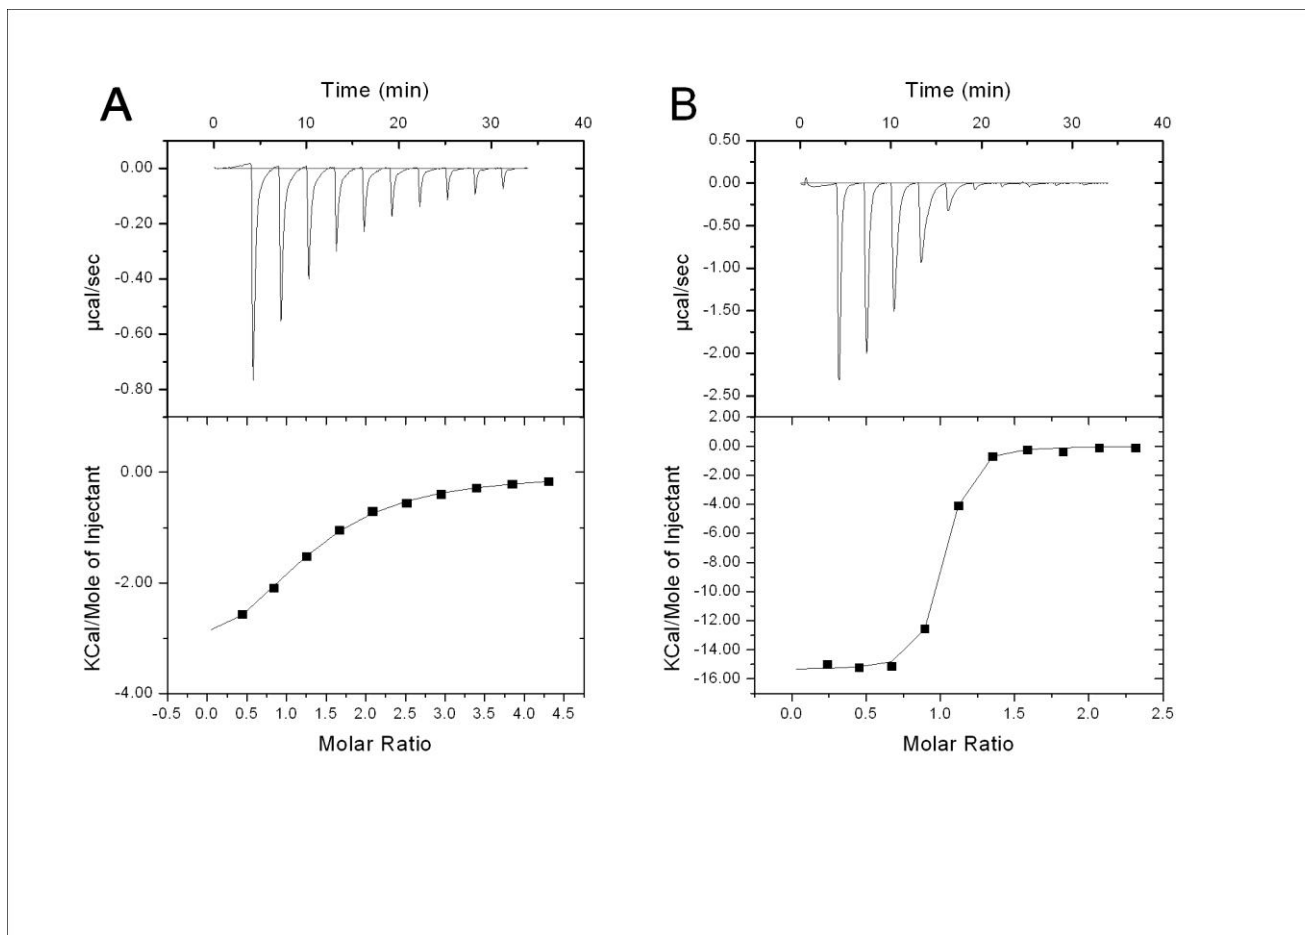 A
Time (min)
0 10 20 30 40
0.00
-0.20
-0.40
-0.60
-0.80
µcal/sec
0.00
-2.00
-4.00
KCal/Mole of Injectant
-0.5 0.0 0.5 1.0 1.5 2.0 2.5 3.0 3.5 4.0 4.5
Molar Ratio
B
Time (min)
0 10 20 30 40
0.50
0.00
-0.50
-1.00
-1.50
-2.00
-2.50
µcal/sec
2.00
0.00
-2.00
-4.00
-6.00
-8.00
-10.00
-12.00
-14.00
-16.00
KCal/Mole of Injectant
0.0 0.5 1.0 1.5 2.0 2.5
Molar Ratio